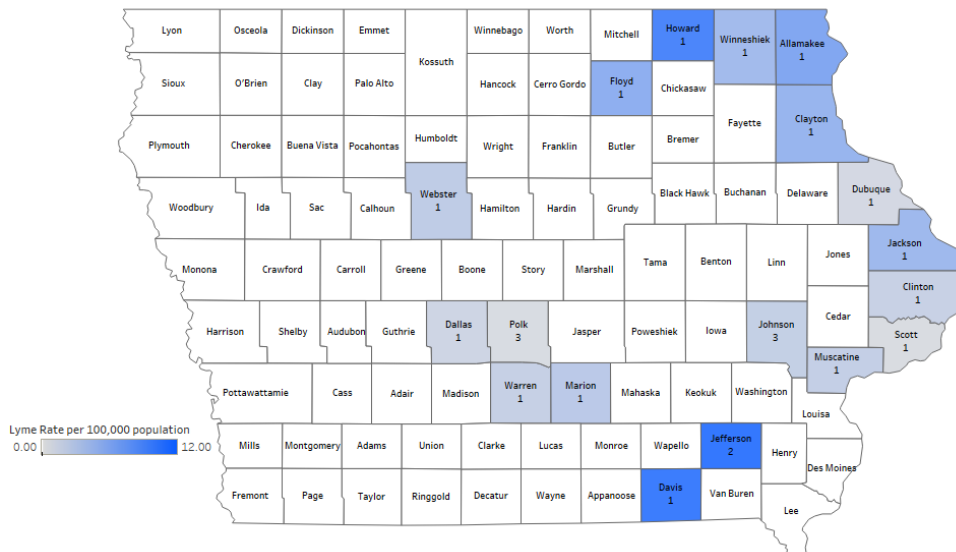 Lyon Osceola Dickinson Emmet Winnebago Worth Mitchell Howard Winneshiek Allamakee
1 1 1
Kossuth
Sioux O'Brien Clay Palo Alto Hancock Cerro Gordo Floyd Chickasaw
1
Plymouth Cherokee Buena Vista Pocahontas Humboldt Wright Franklin Butler Bremer Fayette Clayton
1
Woodbury Ida Sac Calhoun Webster Hamilton Hardin Grundy Black Hawk Buchanan Delaware Dubuque
1 1
Monona Crawford Carroll Greene Boone Story Marshall Tama Benton Linn Jones Jackson
1
Clinton
1
Harrison Shelby Audubon Guthrie Dallas Polk Jasper Poweshiek Iowa Johnson Cedar Scott
1 3 3 1
Muscatine
1
Pottawattamie Cass Adair Madison Warren Marion Mahaska Keokuk Washington
1 1
Louisa
Lyme Rate per 100,000 population
0.00 12.00
Mills Montgomery Adams Union Clarke Lucas Monroe Wapello Jefferson Henry
2
Des Moines
Fremont Page Taylor Ringgold Decatur Wayne Appanoose Davis Van Buren
1
Lee